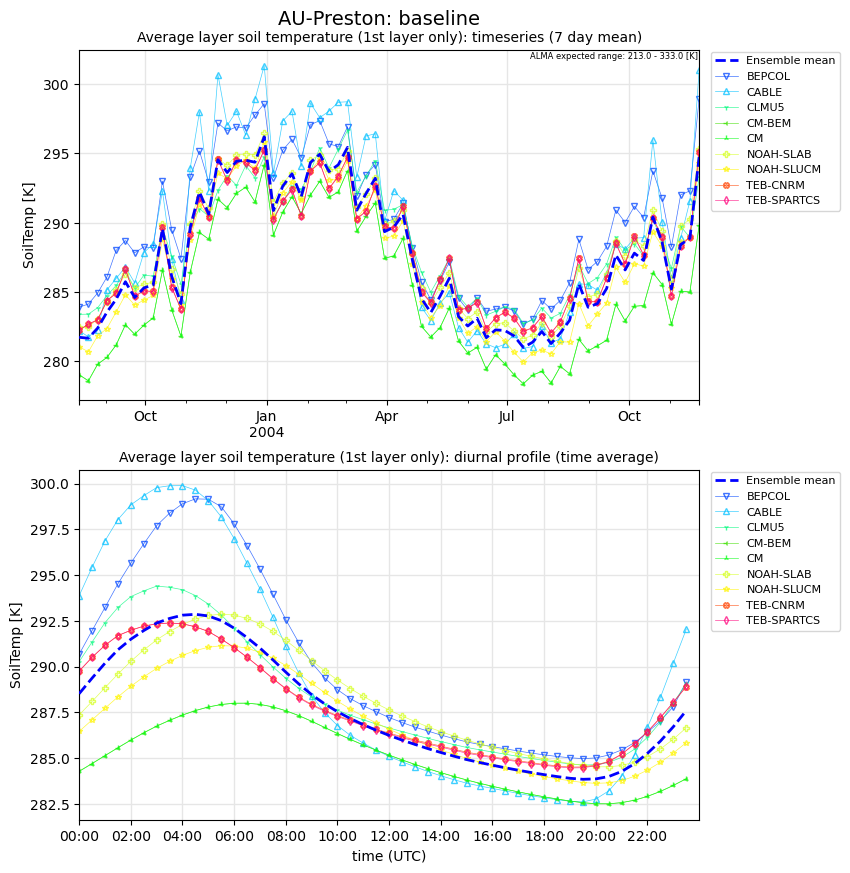 AU-Preston: baseline
Average layer soil temperature (1st layer only): timeseries (7 day mean)
ALMA expected range: 213.0 - 333.0 [K]
SoilTemp [K]
300
295
290
285
280
Oct
Jan
2004
Apr
Jul
Oct
Ensemble mean
BEPCOL
CABLE
CLMU5
CM-BEM
CM
NOAH-SLAB
NOAH-SLUCM
TEB-CNRM
TEB-SPARTCS
Average layer soil temperature (1st layer only): diurnal profile (time average)
SoilTemp [K]
300.0
297.5
295.0
292.5
290.0
287.5
285.0
282.5
00:00
02:00
04:00
06:00
08:00
10:00
12:00
14:00
16:00
18:00
20:00
22:00
time (UTC)
Ensemble mean
BEPCOL
CABLE
CLMU5
CM-BEM
CM
NOAH-SLAB
NOAH-SLUCM
TEB-CNRM
TEB-SPARTCS